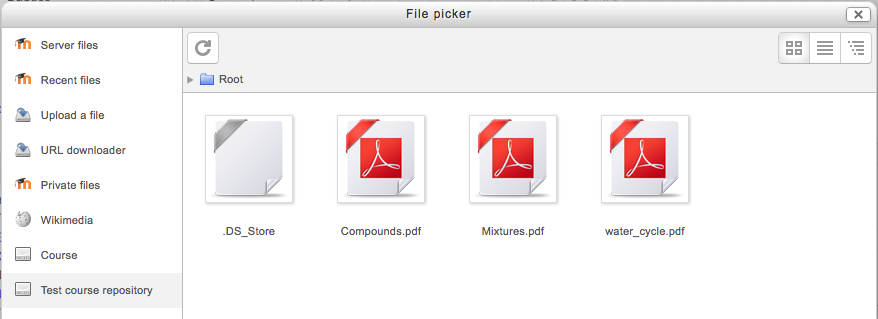 File picker
Server files
Recent files
Upload a file
URL downloader
Private files
Wikimedia
Course
Test course repository
Root
.DS_Store
Compounds.pdf
Mixtures.pdf
water_cycle.pdf